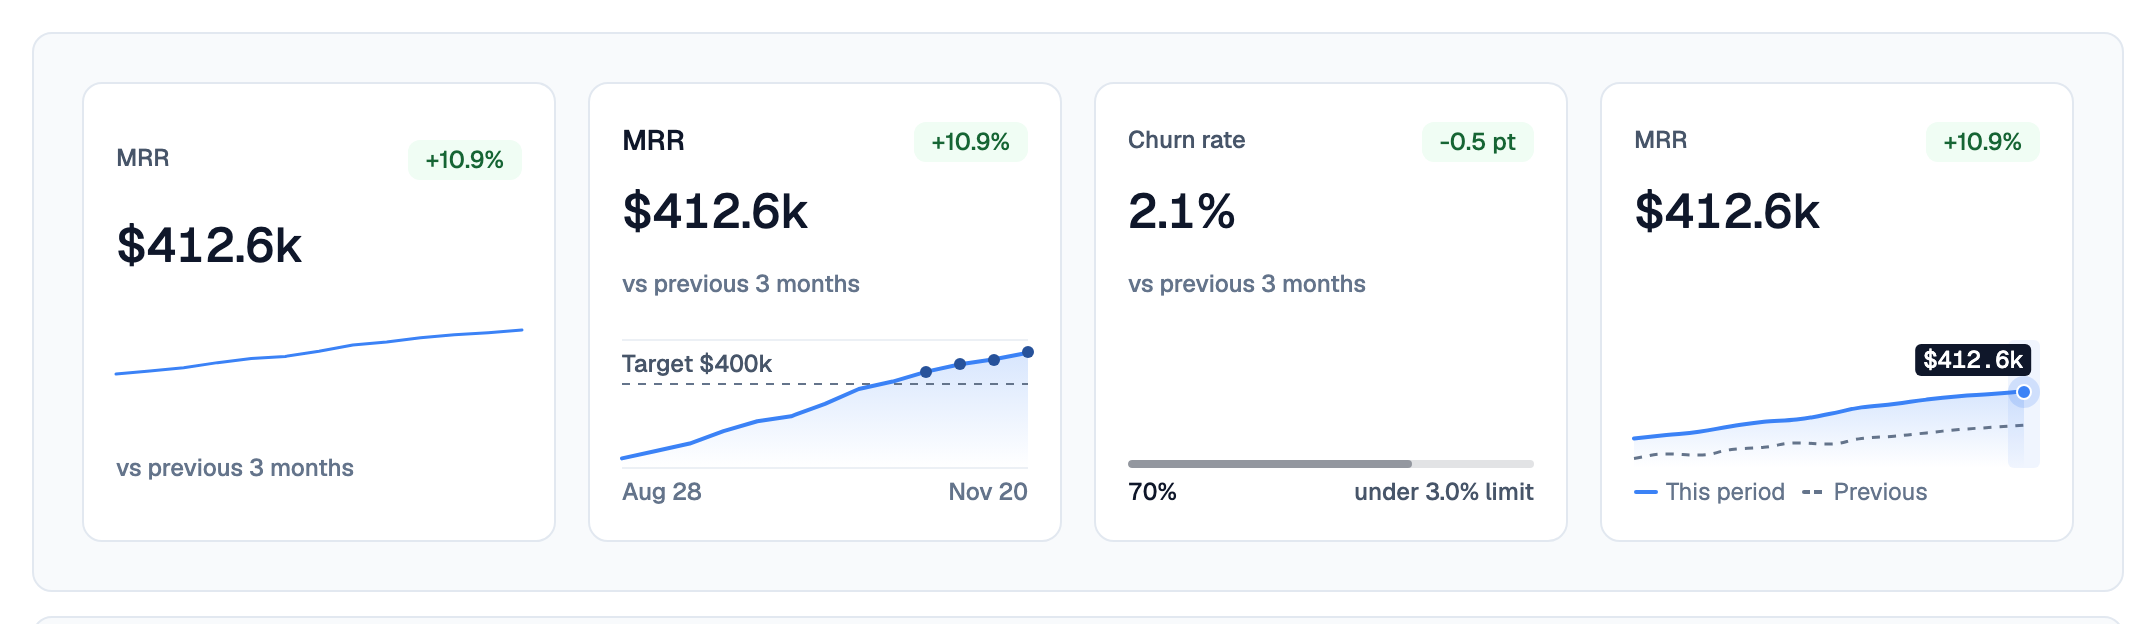 MRR
+10.9%
$412.6k
vs previous 3 months
MRR
+10.9%
$412.6k
vs previous 3 months
Target $400k
Aug 28
Nov 20
Churn rate
-0.5 pt
2.1%
vs previous 3 months
70%
under 3.0% limit
MRR
+10.9%
$412.6k
$412.6k
This period
Previous